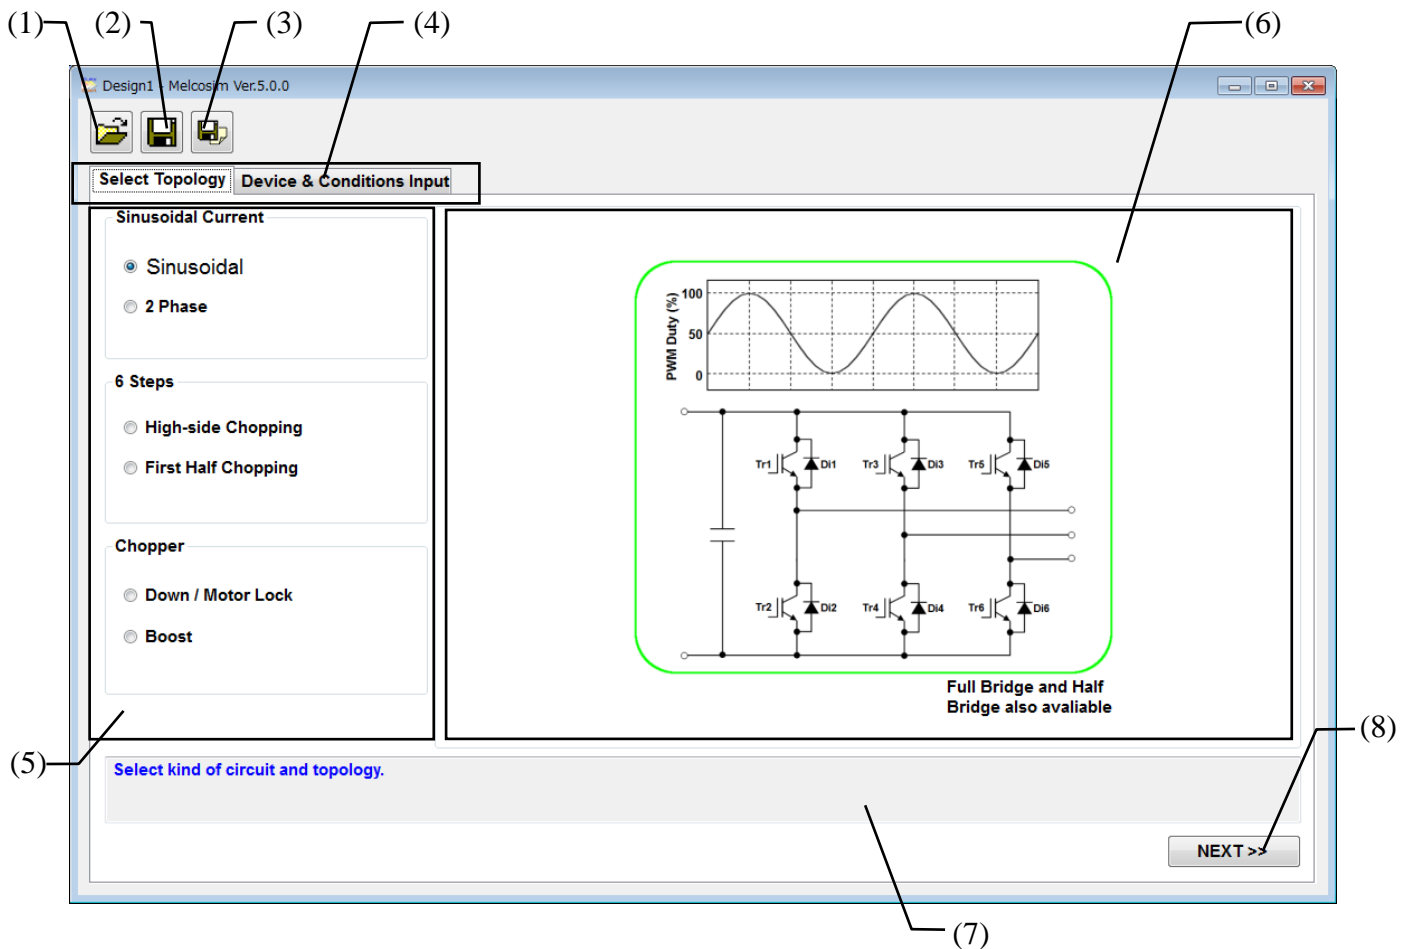 (1) (2) (3) (4) (6)
Design1 - Melcosim Ver.5.0.0
Select Topology Device & Conditions Input
Sinusoidal Current
Sinusoidal
2 Phase
6 Steps
High-side Chopping
First Half Chopping
Chopper
Down / Motor Lock
Boost
PWM Duty (%)
100
50
0
Tr1 Di1 Tr3 Di3 Tr5 Di5
Tr2 Di2 Tr4 Di4 Tr6 Di6
Full Bridge and Half
Bridge also avaliable
(5)
(8)
Select kind of circuit and topology.
NEXT >>
(7)